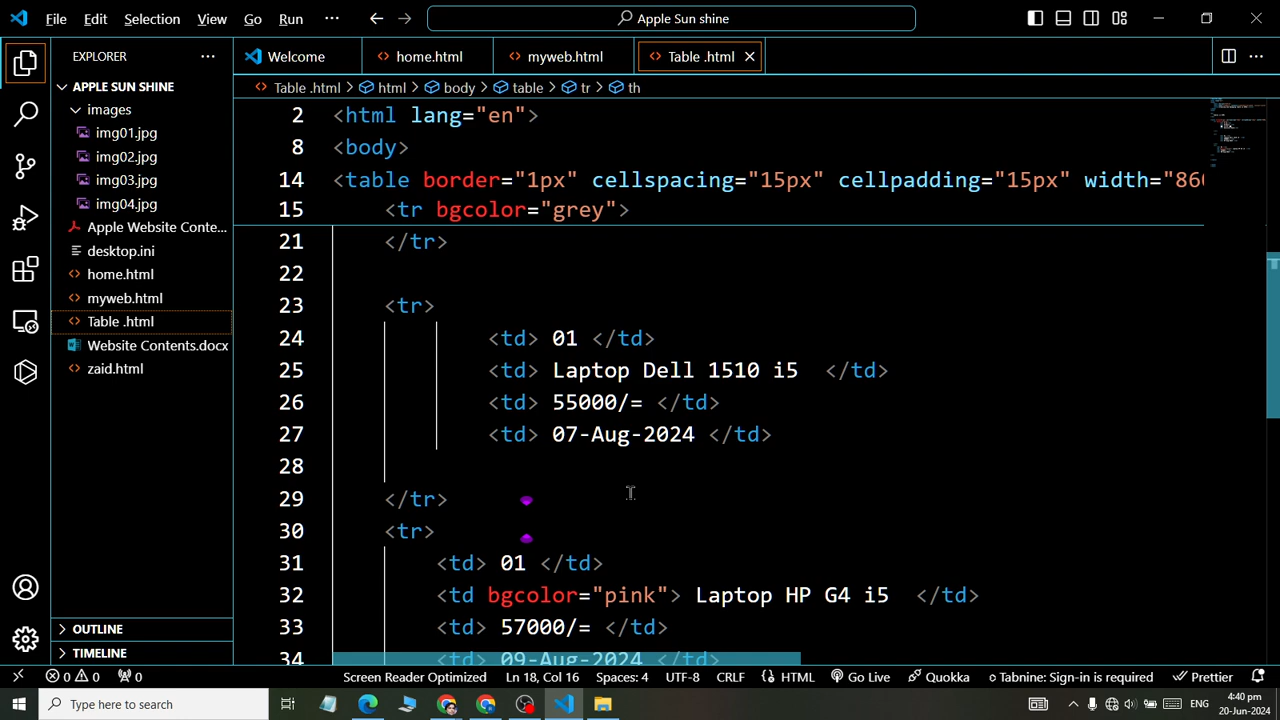 File Edit Selection View Go Run ··· Apple Sun shine
EXPLORER ···
APPLE SUN SHINE
images
img01.jpg
img02.jpg
img03.jpg
img04.jpg
Apple Website Conte...
desktop.ini
home.html
myweb.html
Table .html
Website Contents.docx
zaid.html
OUTLINE
TIMELINE
Welcome home.html myweb.html Table .html
Table .html > html > body > table > tr > th
2 <html lang="en">
8 <body>
14 <table border="1px" cellspacing="15px" cellpadding="15px" width="860
15 <tr bgcolor="grey">
21 </tr>
22
23 <tr>
24 <td> 01 </td>
25 <td> Laptop Dell 1510 i5 </td>
26 <td> 55000/= </td>
27 <td> 07-Aug-2024 </td>
28
29 </tr>
30 <tr>
31 <td> 01 </td>
32 <td bgcolor="pink"> Laptop HP G4 i5 </td>
33 <td> 57000/= </td>
34 <td> 09-Aug-2024 </td>
0 0 0 Screen Reader Optimized Ln 18, Col 16 Spaces: 4 UTF-8 CRLF HTML Go Live Quokka Tabnine: Sign-in is required Prettier
Type here to search ENG 4:40 pm
20-Jun-2024